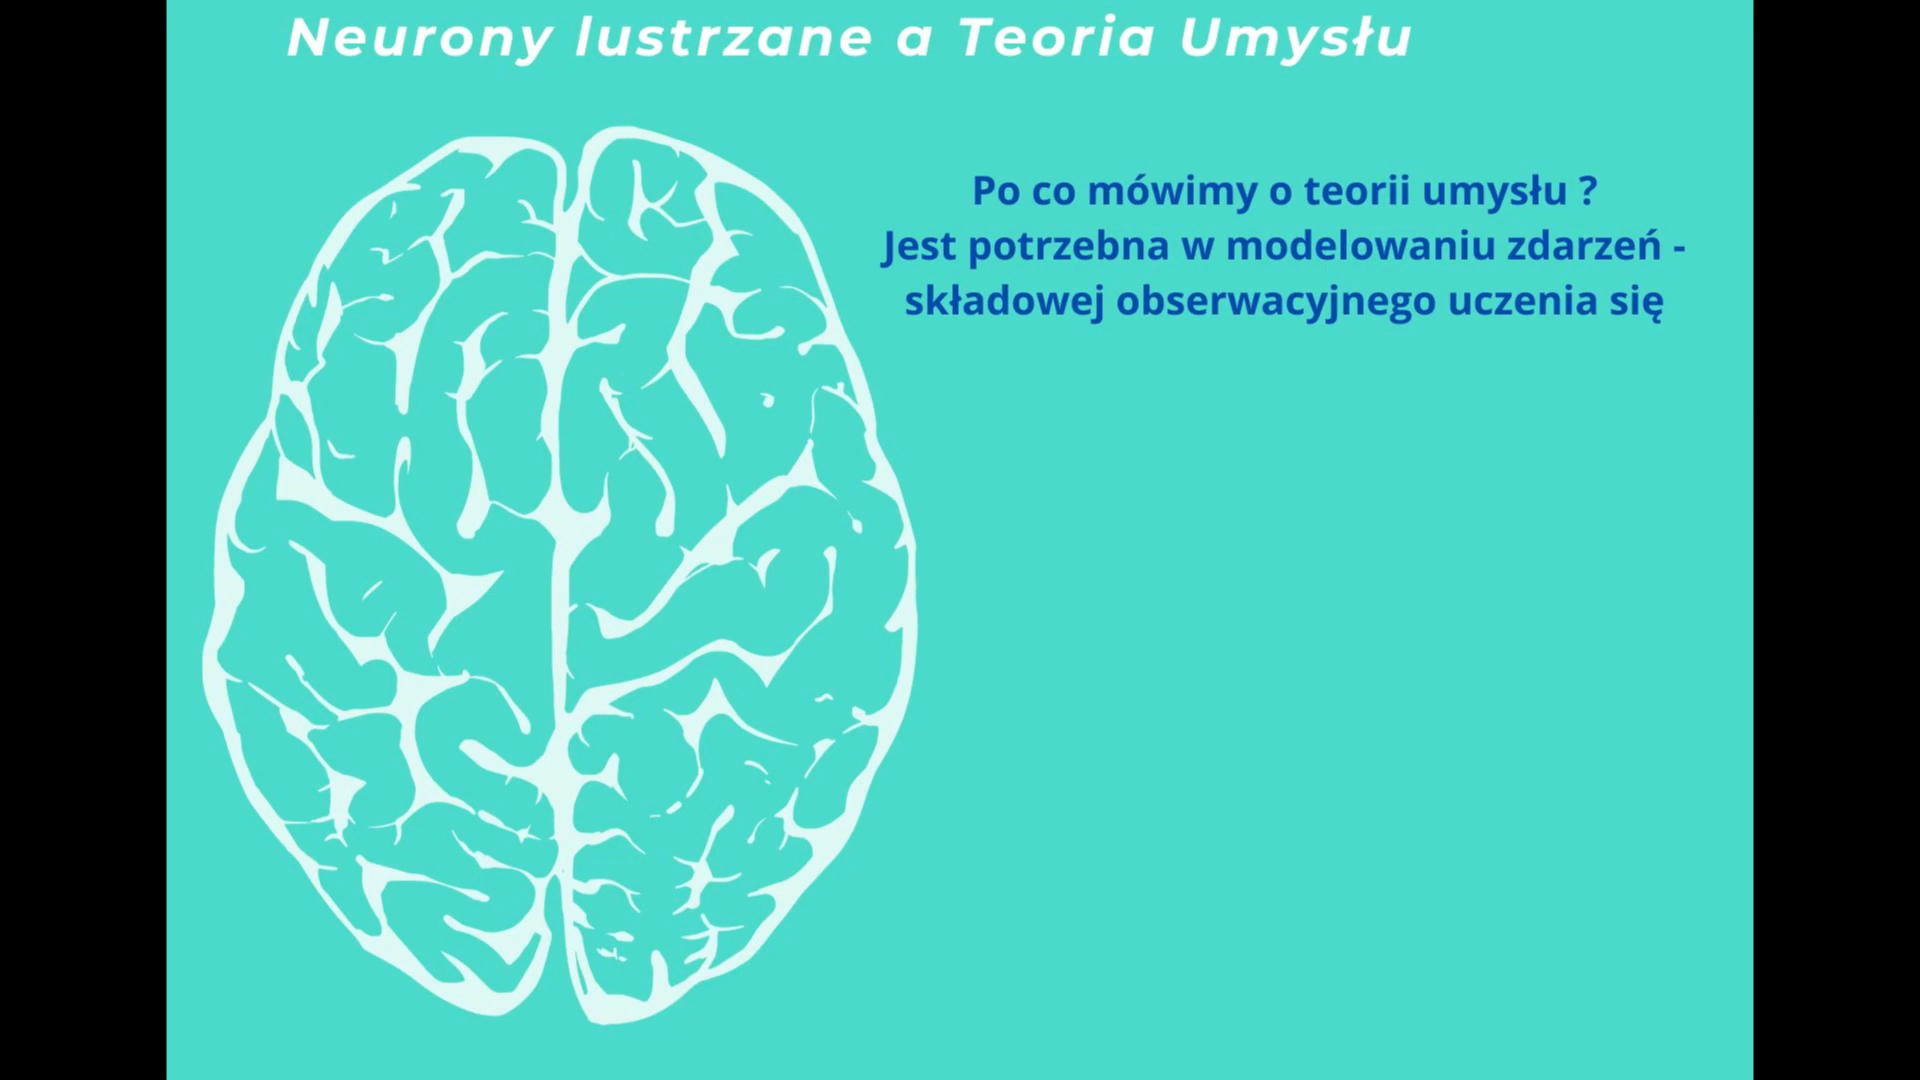 Neurony lustrzane a Teoria Umysłu
Po co mówimy o teorii umysłu ?
Jest potrzebna w modelowaniu zdarzeń -
składowej obserwacyjnego uczenia się